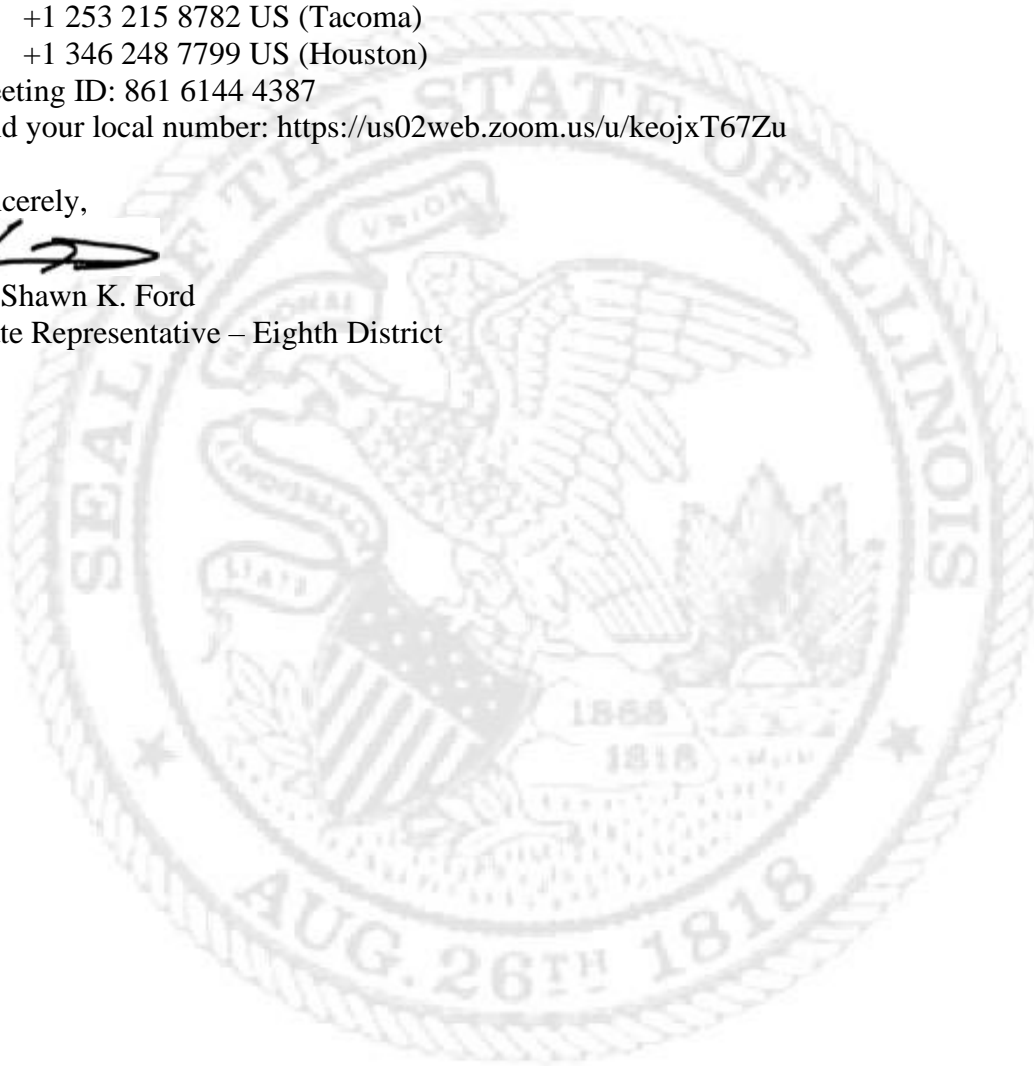 +1 253 215 8782 US (Tacoma)
+1 346 248 7799 US (Houston)
eeting ID: 861 6144 4387
d your local number: https://us02web.zoom.us/u/keojxT67Zu
cerely,
Shawn K. Ford
te Representative – Eighth District
SEAL OF THE STATE OF ILLINOIS
UNION
NATIONAL
STATE
1868
1818
AUG. 26TH 1818